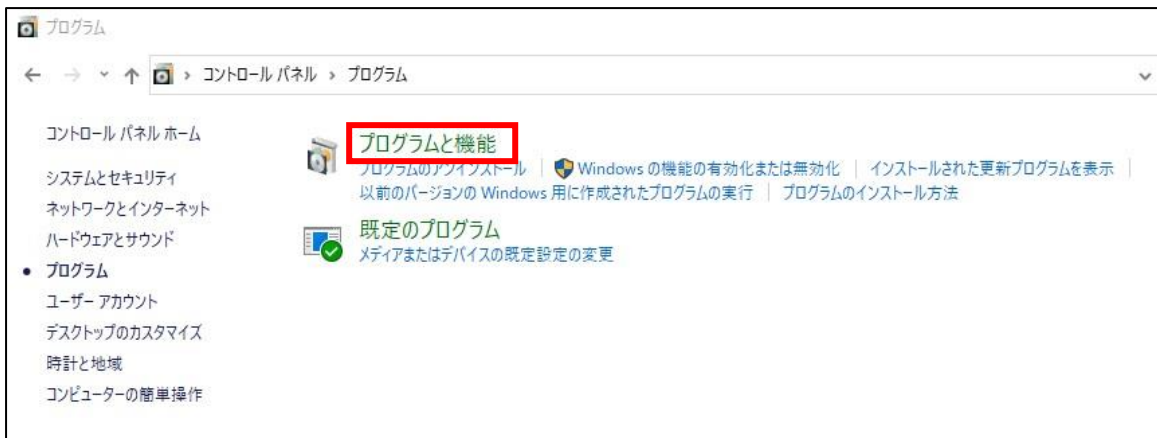 プログラム
コントロール パネル › プログラム
コントロール パネル ホーム
システムとセキュリティ
ネットワークとインターネット
ハードウェアとサウンド
プログラム
ユーザー アカウント
デスクトップのカスタマイズ
時計と地域
コンピューターの簡単操作
プログラムと機能
プログラムのアンインストール | Windows の機能の有効化または無効化 | インストールされた更新プログラムを表示 |
以前のバージョンの Windows 用に作成されたプログラムの実行 | プログラムのインストール方法
既定のプログラム
メディアまたはデバイスの既定設定の変更